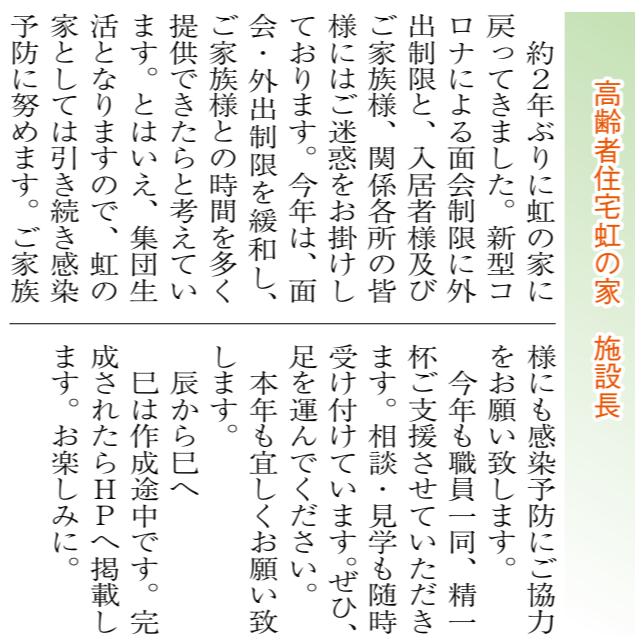 高齢者住宅虹の家　施設長
　約２年ぶりに虹の家に
戻ってきました。新型コ
ロナによる面会制限に外
出制限と、入居者様及び
ご家族様、関係各所の皆
様にはご迷惑をお掛けし
ております。今年は、面
会・外出制限を緩和し、
ご家族様との時間を多く
提供できたらと考えてい
ます。とはいえ、集団生
活となりますので、虹の
家としては引き続き感染
予防に努めます。ご家族
様にも感染予防にご協力
をお願い致します。
　今年も職員一同、精一
杯ご支援させていただき
ます。相談・見学も随時
受け付けています。ぜひ、
足を運んでください。
　本年も宜しくお願い致
します。
　辰から巳へ
　巳は作成途中です。完
成されたらＨＰへ掲載し
ます。お楽しみに。